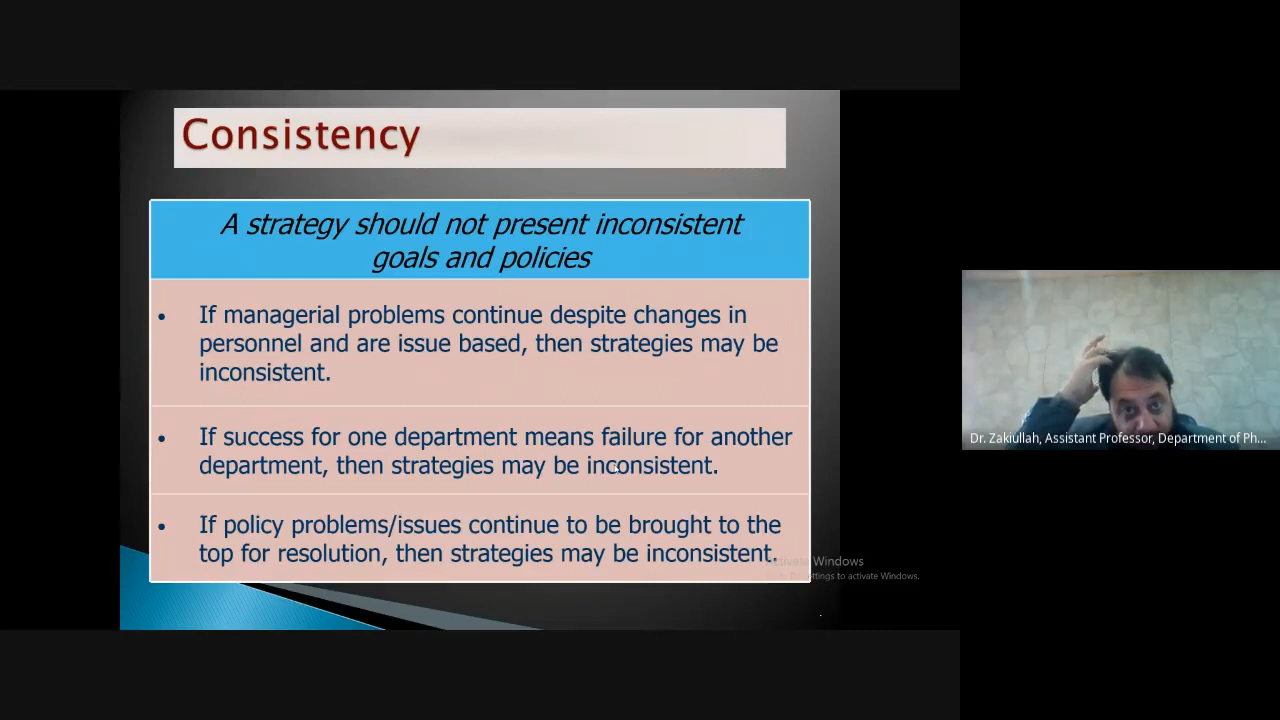 Consistency
A strategy should not present inconsistent
goals and policies
• If managerial problems continue despite changes in
personnel and are issue based, then strategies may be
inconsistent.
• If success for one department means failure for another
department, then strategies may be inconsistent.
• If policy problems/issues continue to be brought to the
top for resolution, then strategies may be inconsistent.
Windows
to activate Windows.
Dr. Zakiullah, Assistant Professor, Department of Ph...